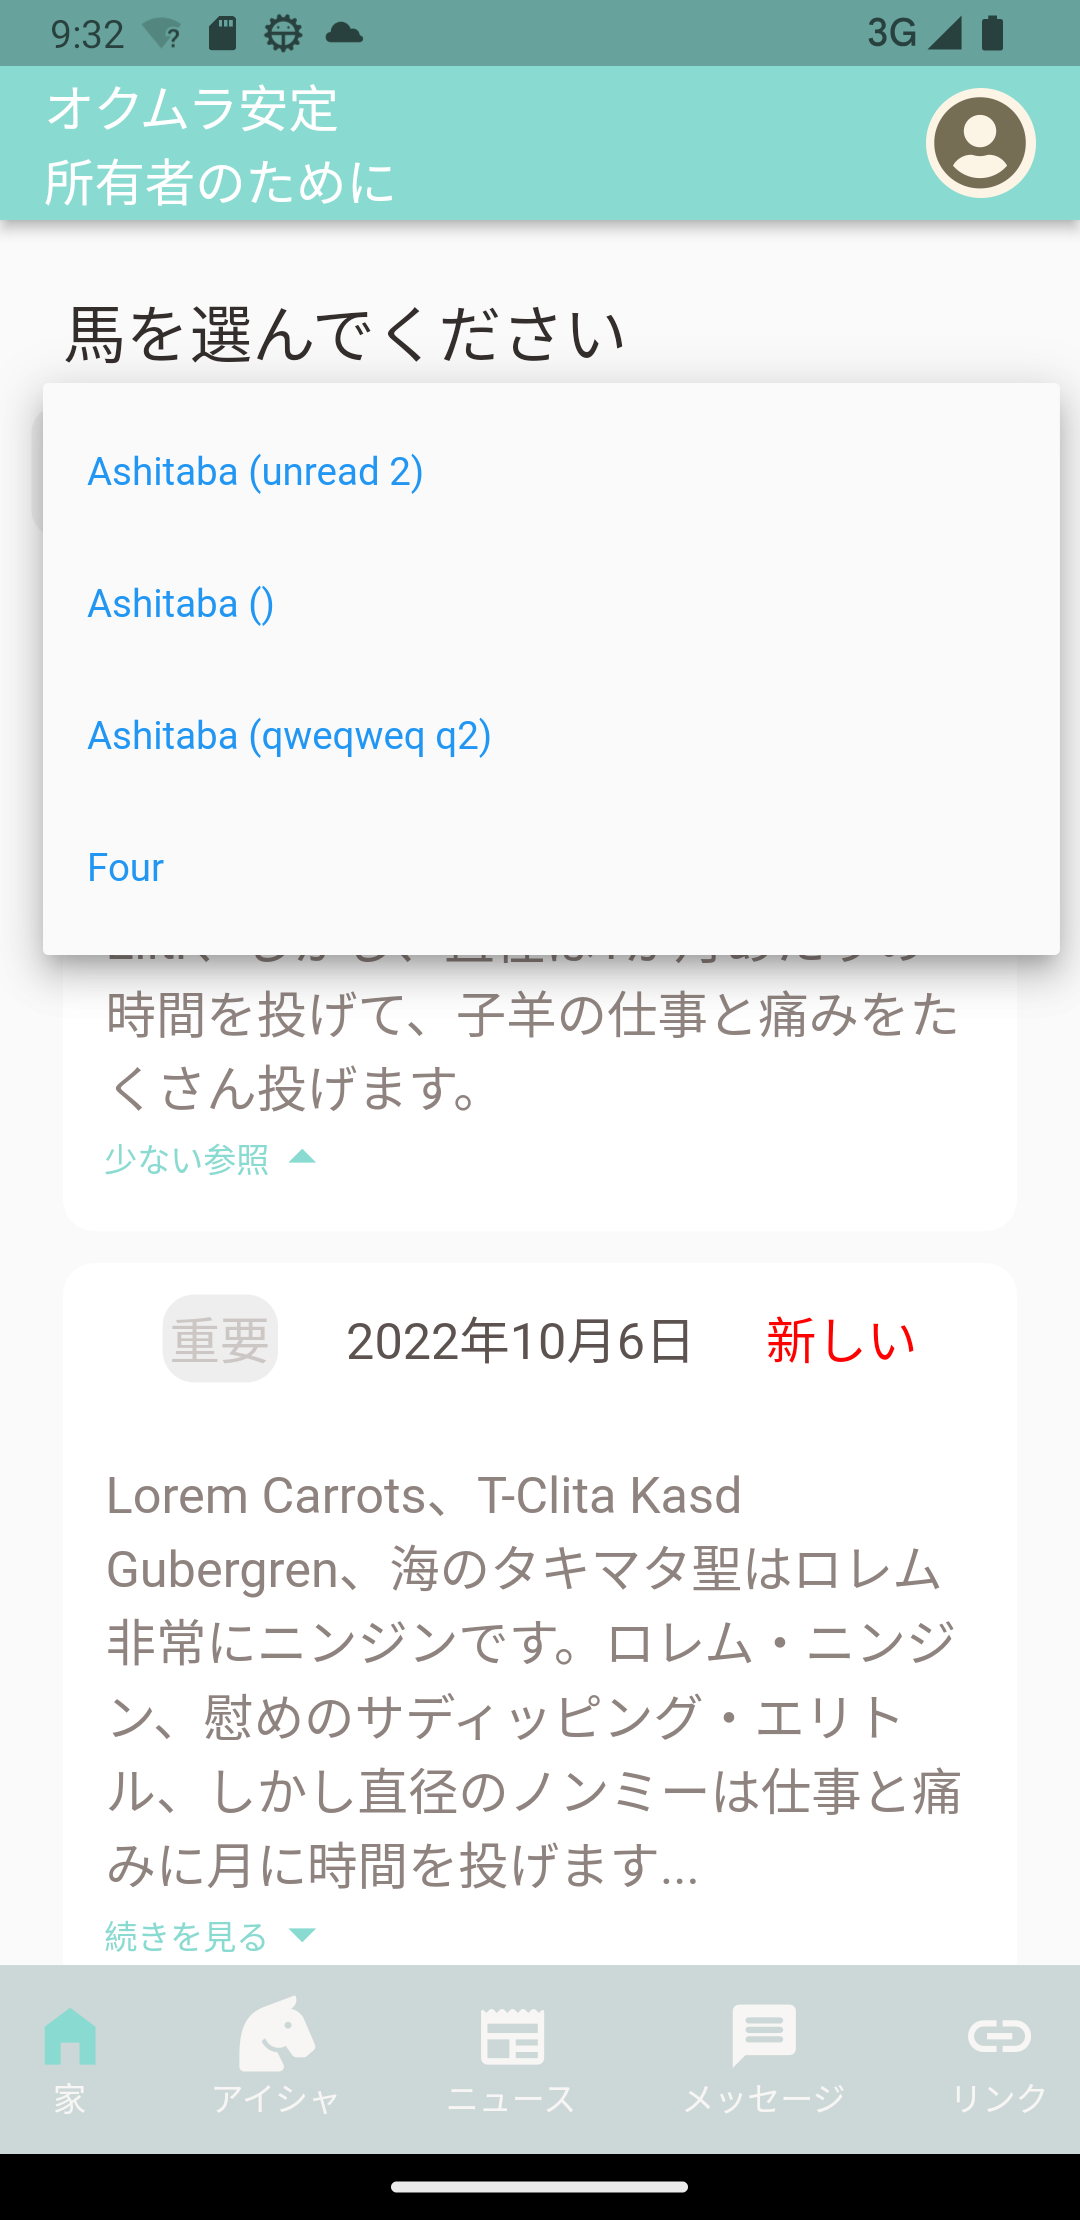 9:32
3G
オクムラ安定
所有者のために
馬を選んでください
Ashitaba (unread 2)
Ashitaba ()
Ashitaba (qweqweq q2)
Four
時間を投げて、子羊の仕事と痛みをた
くさん投げます。
少ない参照
重要
2022年10月6日
新しい
Lorem Carrots、T-Clita Kasd
Gubergren、海のタキマタ聖はロレム
非常にニンジンです。ロレム・ニンジ
ン、慰めのサディッピング・エリト
ル、しかし直径のノンミーは仕事と痛
みに月に時間を投げます...
続きを見る
家
アイシャ
ニュース
メッセージ
リンク